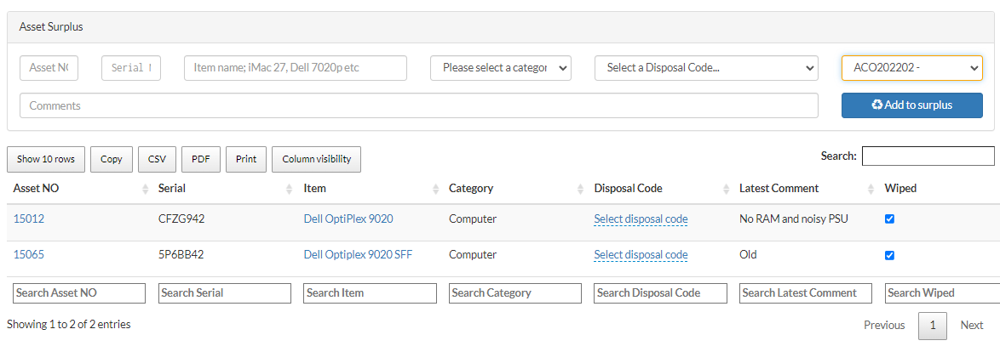 Asset Surplus
Asset NO Serial N Item name; iMac 27, Dell 7020p etc Please select a categor Select a Disposal Code... ACO202202 -
Comments Add to surplus
Show 10 rows Copy CSV PDF Print Column visibility Search:
Asset NO Serial Item Category Disposal Code Latest Comment Wiped
15012 CFZG942 Dell OptiPlex 9020 Computer Select disposal code No RAM and noisy PSU
15065 5P6BB42 Dell Optiplex 9020 SFF Computer Select disposal code Old
Search Asset NO Search Serial Search Item Search Category Search Disposal Code Search Latest Comment Search Wiped
Showing 1 to 2 of 2 entries Previous 1 Next